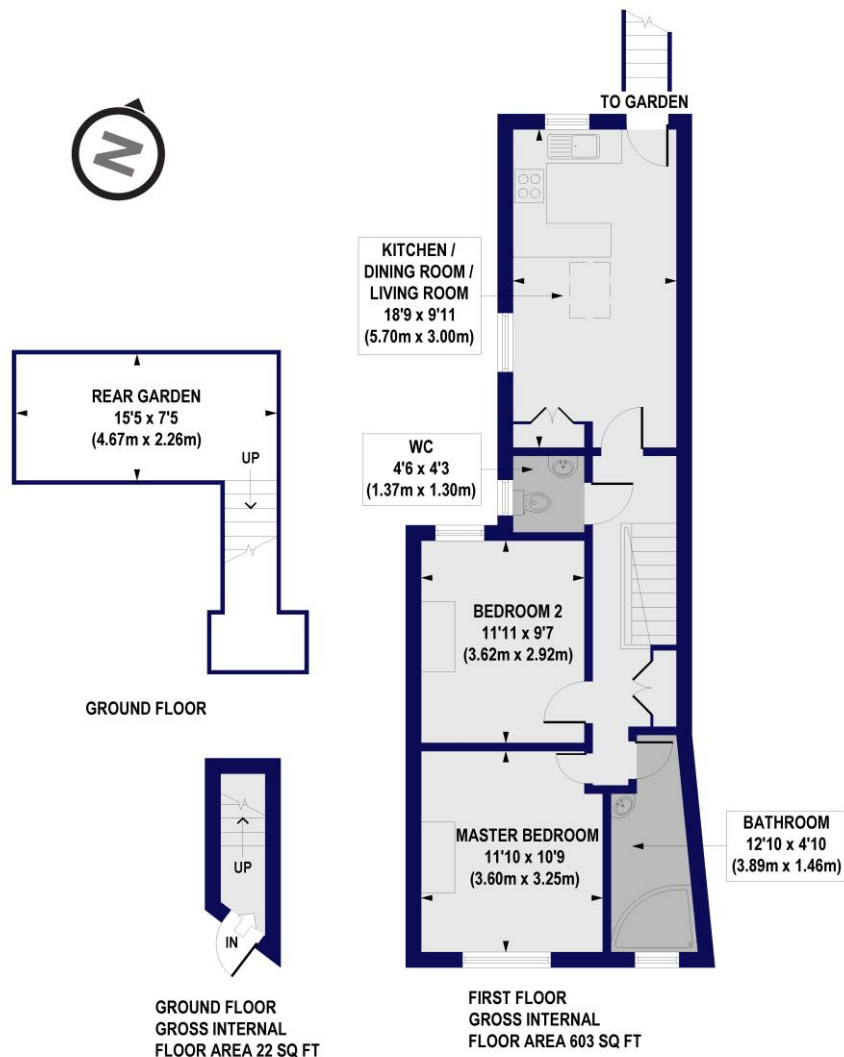 TO GARDEN
N
KITCHEN /
DINING ROOM /
LIVING ROOM
18'9 x 9'11
(5.70m x 3.00m)
REAR GARDEN
15'5 x 7'5
(4.67m x 2.26m)
UP
WC
4'6 x 4'3
(1.37m x 1.30m)
BEDROOM 2
11'11 x 9'7
(3.62m x 2.92m)
GROUND FLOOR
MASTER BEDROOM
11'10 x 10'9
(3.60m x 3.25m)
BATHROOM
12'10 x 4'10
(3.89m x 1.46m)
UP
IN
GROUND FLOOR
GROSS INTERNAL
FLOOR AREA 22 SQ FT
FIRST FLOOR
GROSS INTERNAL
FLOOR AREA 603 SQ FT